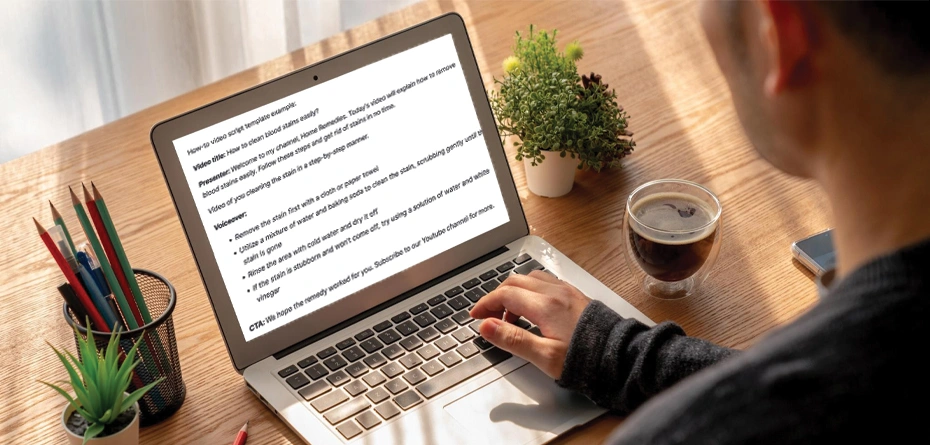 How-to video script template example:
Video title: How to clean blood stains easily?
Presenter: Welcome to my channel, Home Remedies. Today's video will explain how to remove
blood stains easily. Follow these steps and get rid of stains in no time.
Video of you cleaning the stain in a step-by-step manner.
Voiceover:
• Remove the stain first with a cloth or paper towel
• Utilize a mixture of water and baking soda to clean the stain, scrubbing gently until
stain is gone
• Rinse the area with cold water and dry it off
• If the stain is stubborn and won't come off, try using a solution of water and white
vinegar
CTA: We hope the remedy worked for you. Subscribe to our Youtube channel for more.